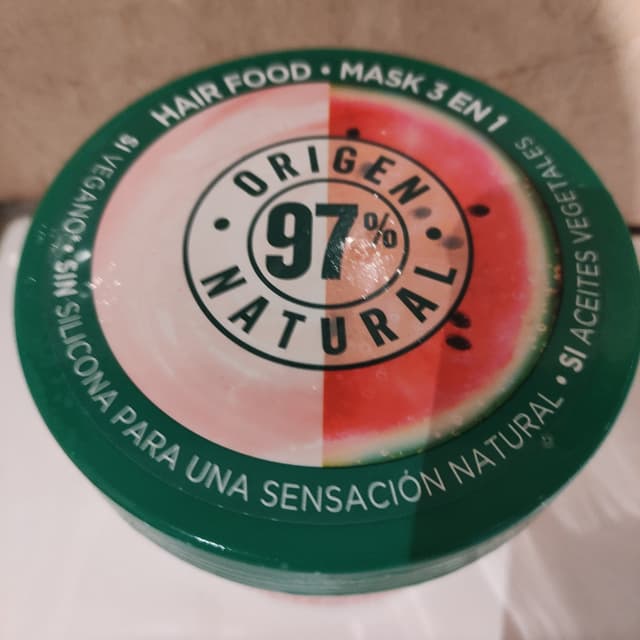 HAIR FOOD • MASK 3 EN 1
SI VEGANO* • SIN SILICONA PARA UNA SENSACIÓN NATURAL • SI ACEITES VEGETALES
ORIGEN
97%
NATURAL